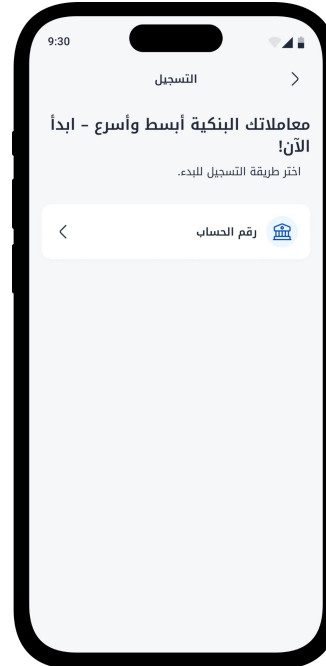 9:30
التسجيل
معاملاتك البنكية أبسط وأسرع – ابدأ
الآن!
اختر طريقة التسجيل للبدء.
رقم الحساب